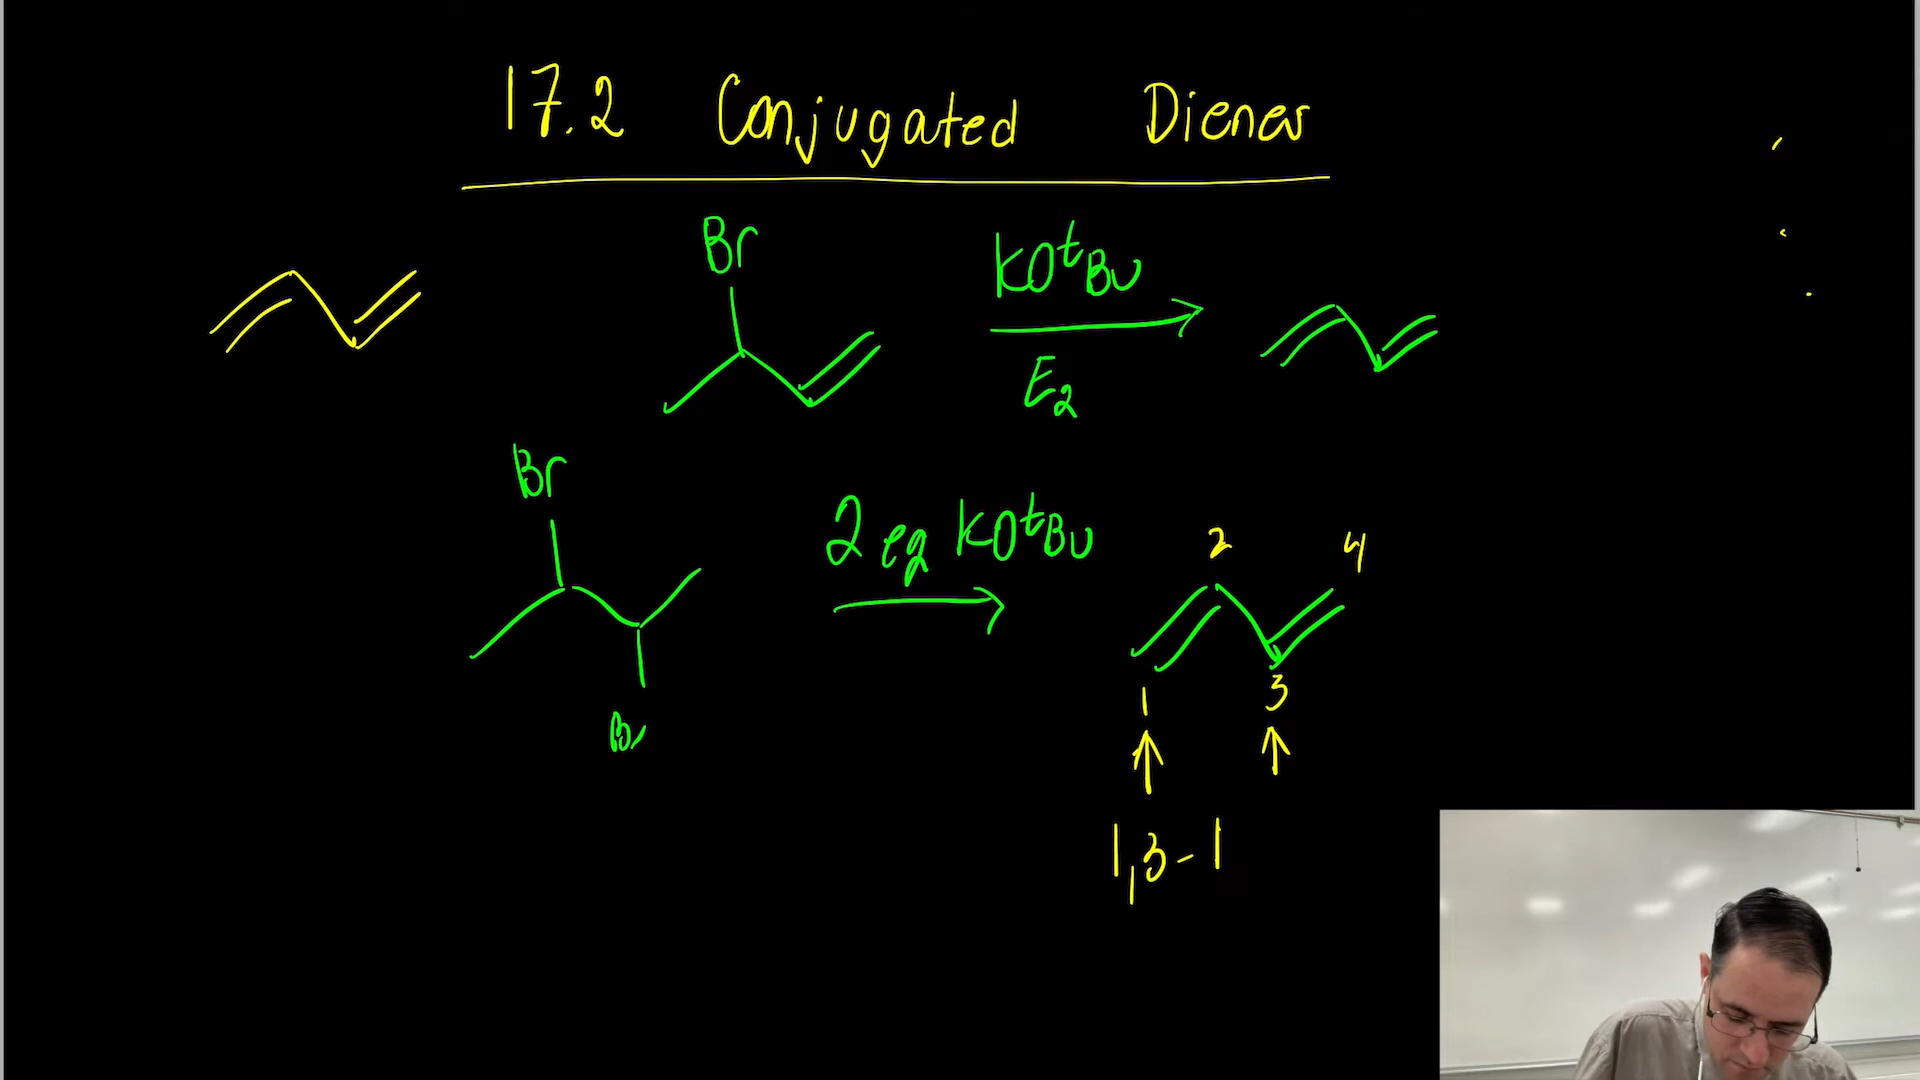 17.2 Conjugated Dienes
Br
KOtBu
E2
Br
2 eq KOtBu
2
4
Br
1
3
1,3-1